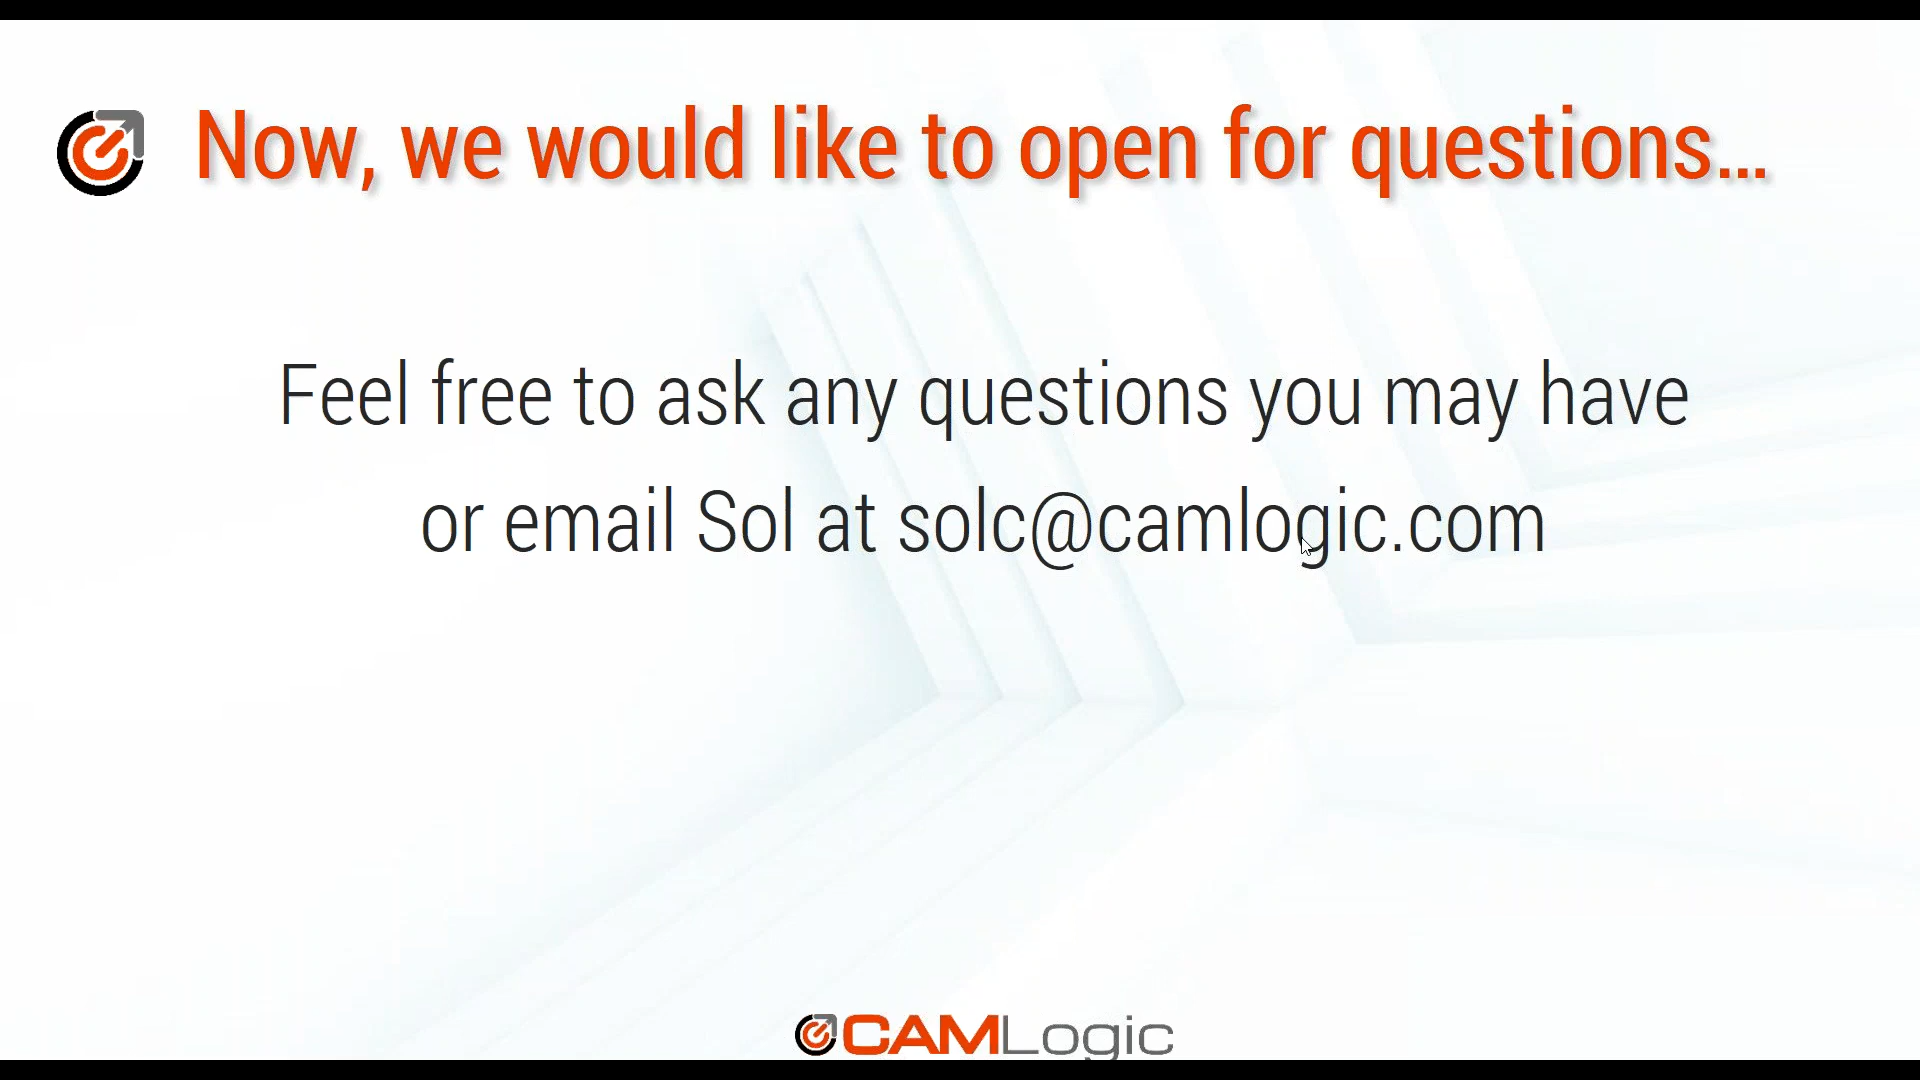 Now, we would like to open for questions...
Feel free to ask any questions you may have
or email Sol at solc@camlogic.com
CAMLogic